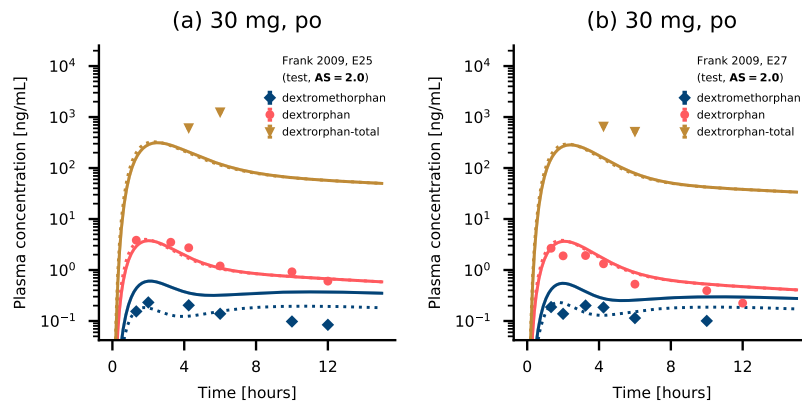 (a) 30 mg, po
Plasma concentration [ng/mL]
10⁴
10³
10²
10¹
10⁰
10⁻¹
Frank 2009, E25
(test, AS = 2.0)
dextromethorphan
dextrorphan
dextrorphan-total
0 4 8 12
Time [hours]
(b) 30 mg, po
Plasma concentration [ng/mL]
10⁴
10³
10²
10¹
10⁰
10⁻¹
Frank 2009, E27
(test, AS = 2.0)
dextromethorphan
dextrorphan
dextrorphan-total
0 4 8 12
Time [hours]